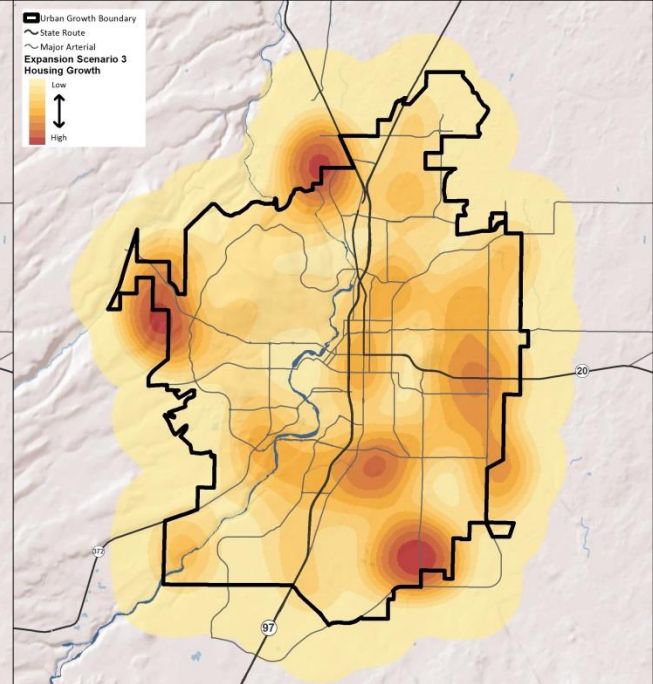 Urban Growth Boundary
State Route
Major Arterial
Expansion Scenario 3
Housing Growth
Low
High
20
372
97